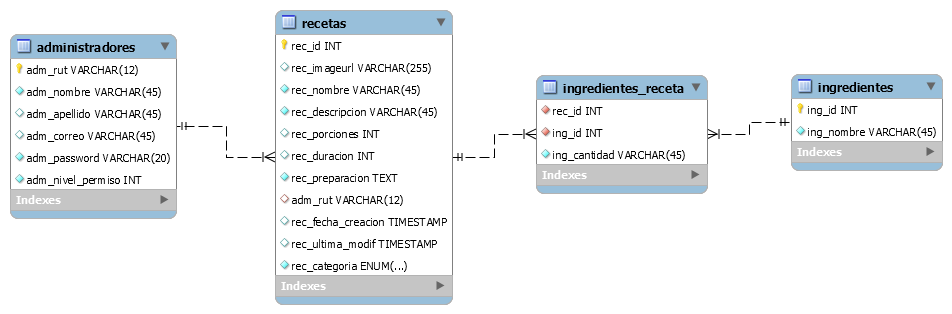 administradores
adm_rut VARCHAR(12)
adm_nombre VARCHAR(45)
adm_apellido VARCHAR(45)
adm_correo VARCHAR(45)
adm_password VARCHAR(20)
adm_nivel_permiso INT
Indexes
recetas
rec_id INT
rec_imageurl VARCHAR(255)
rec_nombre VARCHAR(45)
rec_descripcion VARCHAR(45)
rec_porciones INT
rec_duracion INT
rec_preparacion TEXT
adm_rut VARCHAR(12)
rec_fecha_creacion TIMESTAMP
rec_ultima_modif TIMESTAMP
rec_categoria ENUM(...)
Indexes
ingredientes_receta
rec_id INT
ing_id INT
ing_cantidad VARCHAR(45)
Indexes
ingredientes
ing_id INT
ing_nombre VARCHAR(45)
Indexes